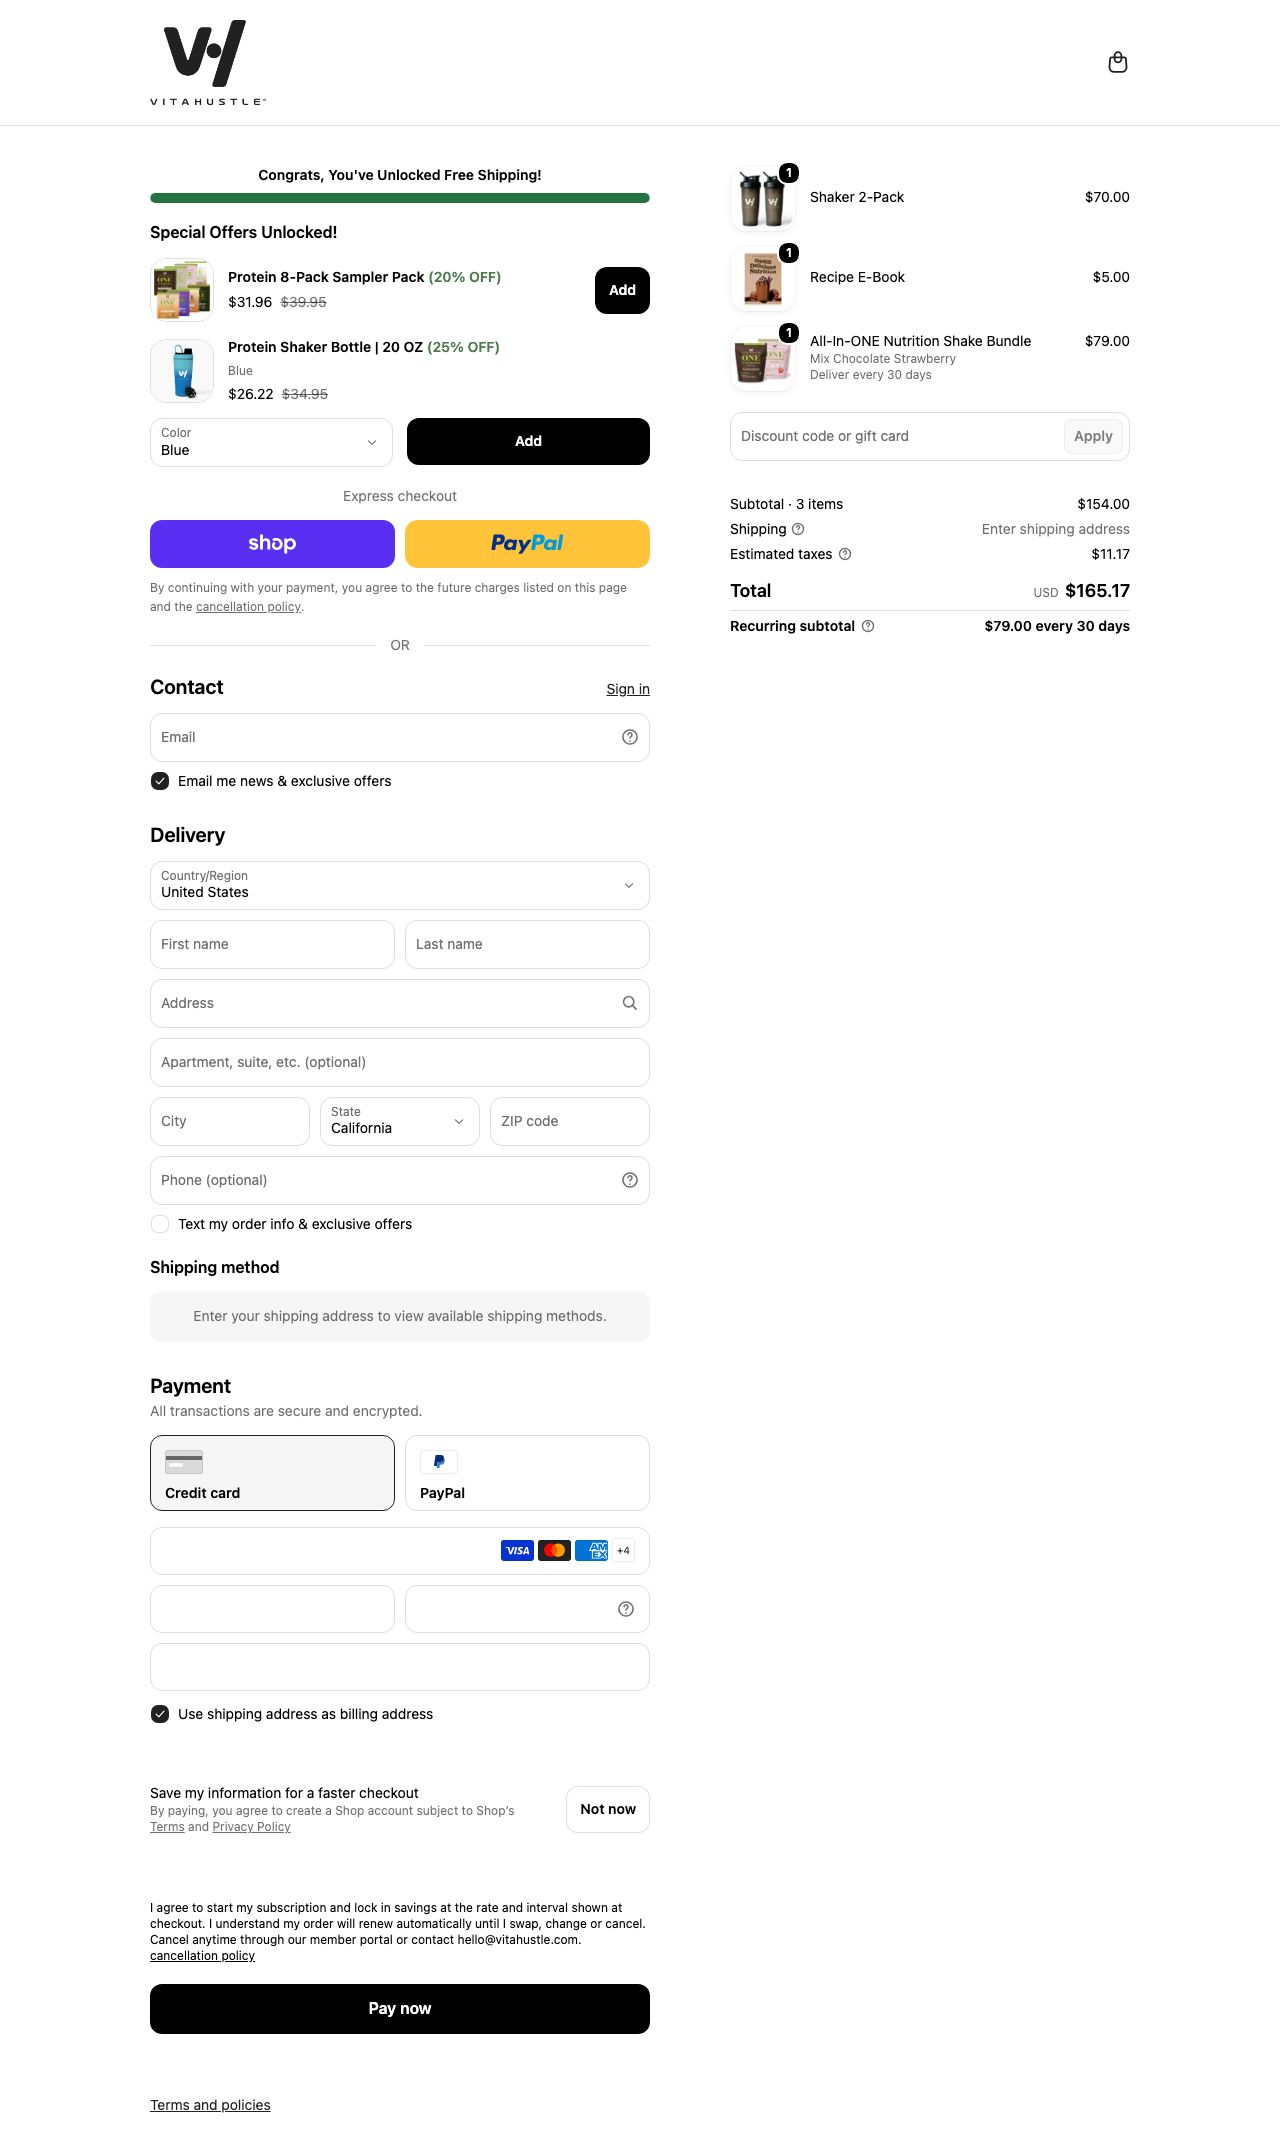 VITAHUSTLE
Congrats, You've Unlocked Free Shipping!
Special Offers Unlocked!
Protein 8-Pack Sampler Pack (20% OFF)
$31.96 $39.95
Add
Protein Shaker Bottle | 20 OZ (25% OFF)
Blue
$26.22 $34.95
Color
Blue
Add
Express checkout
shop
PayPal
By continuing with your payment, you agree to the future charges listed on this page
and the cancellation policy.
OR
Contact
Sign in
Email
Email me news & exclusive offers
Delivery
Country/Region
United States
First name
Last name
Address
Apartment, suite, etc. (optional)
City
State
California
ZIP code
Phone (optional)
Text my order info & exclusive offers
Shipping method
Enter your shipping address to view available shipping methods.
Payment
All transactions are secure and encrypted.
Credit card
PayPal
VISA
AMEX
+4
Use shipping address as billing address
Save my information for a faster checkout
By paying, you agree to create a Shop account subject to Shop's
Terms and Privacy Policy
Not now
I agree to start my subscription and lock in savings at the rate and interval shown at
checkout. I understand my order will renew automatically until I swap, change or cancel.
Cancel anytime through our member portal or contact hello@vitahustle.com.
cancellation policy
Pay now
Terms and policies
1
Shaker 2-Pack
$70.00
1
Recipe E-Book
$5.00
1
All-In-ONE Nutrition Shake Bundle
$79.00
Mix Chocolate Strawberry
Deliver every 30 days
Discount code or gift card
Apply
Subtotal · 3 items
$154.00
Shipping
Enter shipping address
Estimated taxes
$11.17
Total
USD $165.17
Recurring subtotal
$79.00 every 30 days